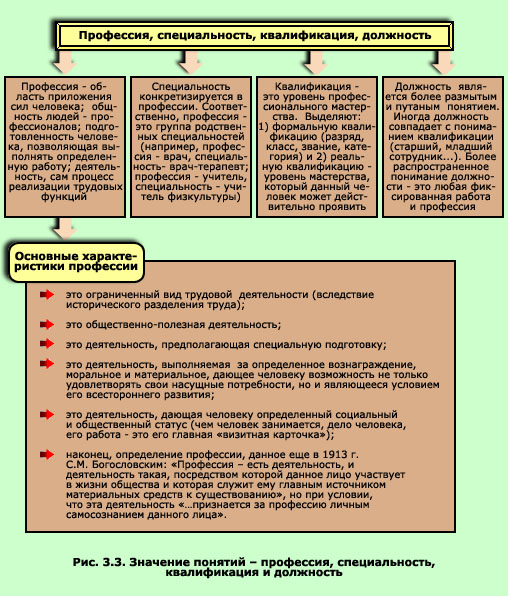 Профессия, специальность, квалификация, должность
Профессия - об-
ласть приложения
сил человека; общ-
ность людей - про-
фессионалов; подго-
товленность челове-
ка, позволяющая вы-
полнять определен-
ную работу; деятель-
ность, сам процесс
реализации трудовых
функций
Специальность
конкретизируется в
профессии. Соответ-
ственно, профессия -
это группа родствен-
ных специальностей
(например, профес-
сия - врач, специаль-
ность- врач-терапевт;
профессия - учитель,
специальность - учи-
тель физкультуры)
Квалификация -
это уровень профес-
сионального мастер-
ства. Выделяют:
1) формальную квали-
фикацию (разряд,
класс, звание, кате-
гория) и 2) реаль-
ную квалификацию -
уровень мастерства,
который данный че-
ловек может дейст-
вительно проявить
Должность явля-
ется более размытым
и путаным понятием.
Иногда должность
совпадает с понима-
нием квалификации
(старший, младший
сотрудник...). Более
распространенное
понимание должно-
сти - это любая фик-
сированная работа
и профессия
Основные характе-
ристики профессии
это ограниченный вид трудовой деятельности (вследствие
исторического разделения труда);
это общественно-полезная деятельность;
это деятельность, предполагающая специальную подготовку;
это деятельность, выполняемая за определенное вознаграждение,
моральное и материальное, дающее человеку возможность не только
удовлетворять свои насущные потребности, но и являющееся условием
его всестороннего развития;
это деятельность, дающая человеку определенный социальный
и общественный статус (чем человек занимается, дело человека,
его работа - это его главная «визитная карточка»);
наконец, определение профессии, данное еще в 1913 г.
С.М. Богословским: «Профессия – есть деятельность, и
деятельность такая, посредством которой данное лицо участвует
в жизни общества и которая служит ему главным источником
материальных средств к существованию», но при условии,
что эта деятельность «...признается за профессию личным
самосознанием данного лица».
Рис. 3.3. Значение понятий – профессия, специальность,
квалификация и должность